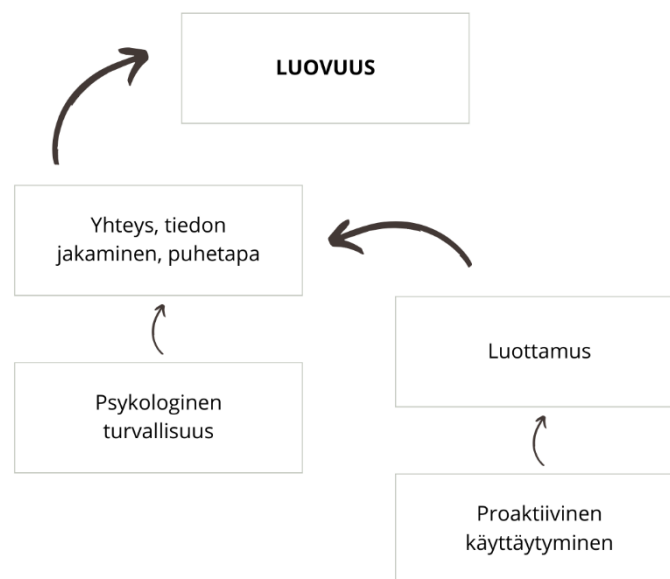 LUOVUUS
Yhteys, tiedon
jakaminen, puhetapa
Luottamus
Psykologinen
turvallisuus
Proaktiivinen
käyttäytyminen